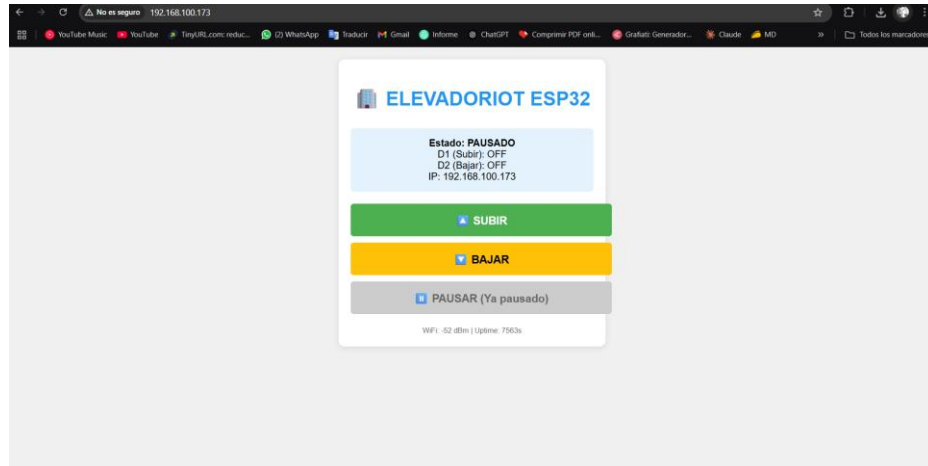 No es seguro 192.168.100.173
YouTube Music YouTube TinyURL.com: reduc... (2) WhatsApp Traducir Gmail Informe ChatGPT Comprimir PDF onli... Grafiati: Generador... Claude MD » Todos los marcadores
ELEVADORIOT ESP32
Estado: PAUSADO
D1 (Subir): OFF
D2 (Bajar): OFF
IP: 192.168.100.173
SUBIR
BAJAR
PAUSAR (Ya pausado)
WiFi: -52 dBm | Uptime: 7563s